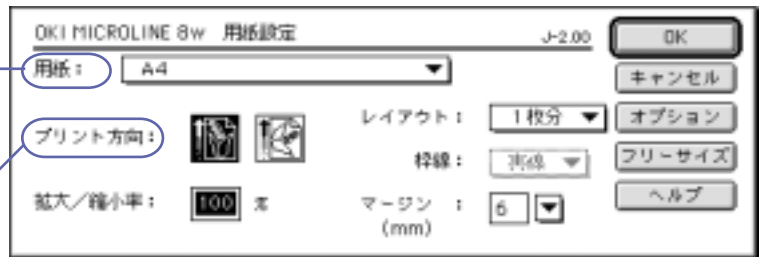 OKI MICROLINE 8w 用紙設定 J-2.00 OK
用紙： A4
キャンセル
レイアウト： 1枚分 オプション
プリント方向：
枠線： 実線 フリーサイズ
拡大／縮小率： 100 % マージン： 6 ヘルプ
(mm)